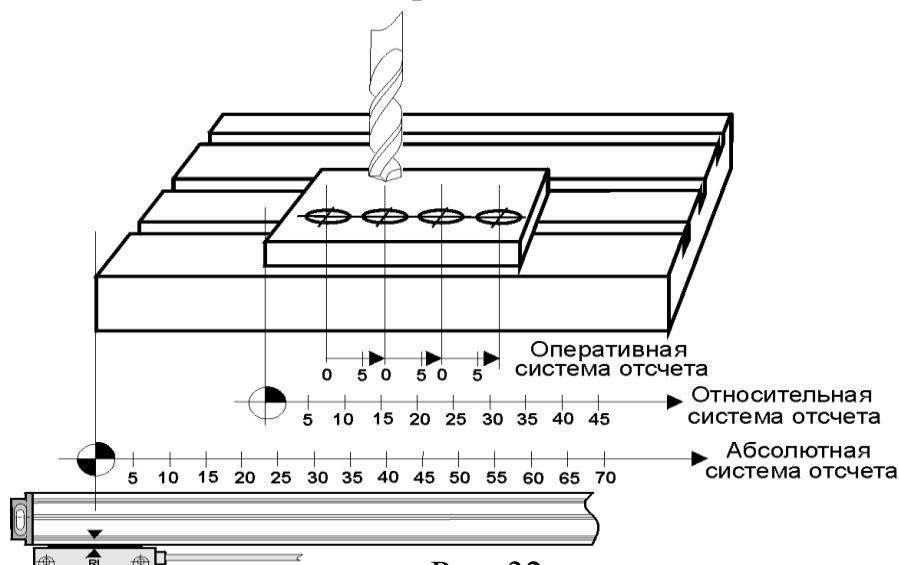 Оперативная
система отсчета
0 5 0 5 0 5
Относительная
система отсчета
5 10 15 20 25 30 35 40 45
Абсолютная
система отсчета
5 10 15 20 25 30 35 40 45 50 55 60 65 70
RI